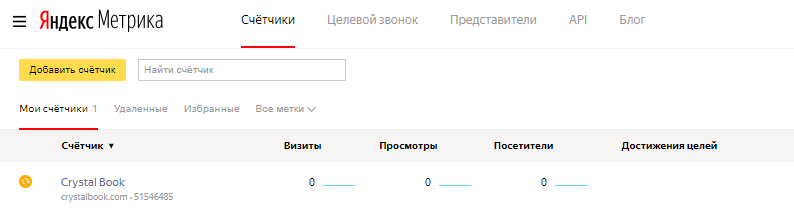 Яндекс Метрика Счётчики Целевой звонок Представители API Блог
Добавить счётчик Найти счётчик
Мои счётчики 1 Удаленные Избранные Все метки
Счётчик ▼ Визиты Просмотры Посетители Достижения целей
Crystal Book 0 0 0
crystalbook.com - 51546485